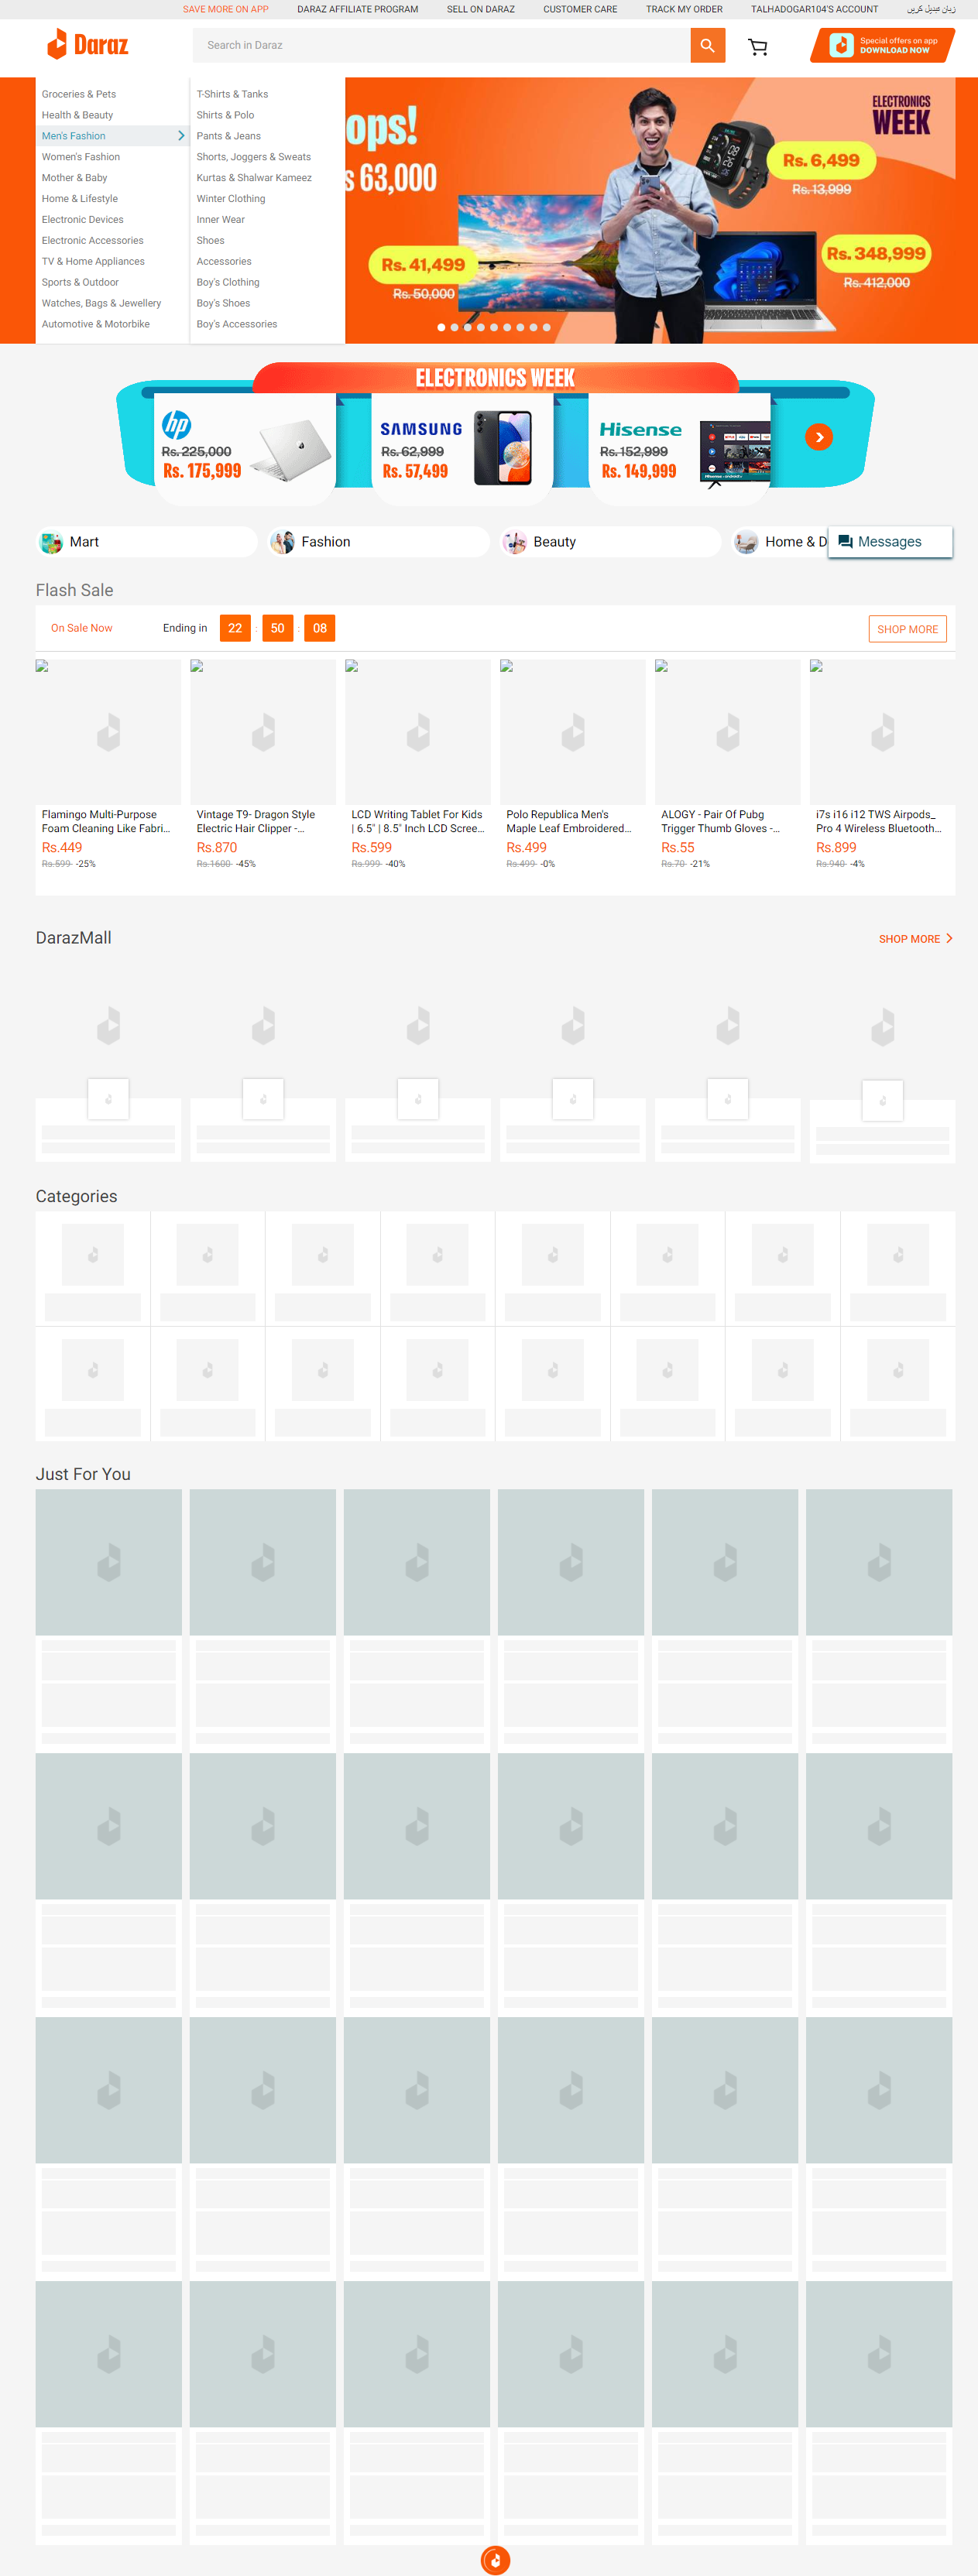 SAVE MORE ON APP
DARAZ AFFILIATE PROGRAM
SELL ON DARAZ
CUSTOMER CARE
TRACK MY ORDER
TALHADOGAR104'S ACCOUNT
زبان تبدیل کریں
Daraz
Search in Daraz
Special offers on app
DOWNLOAD NOW
Groceries & Pets
Health & Beauty
Men's Fashion
Women's Fashion
Mother & Baby
Home & Lifestyle
Electronic Devices
Electronic Accessories
TV & Home Appliances
Sports & Outdoor
Watches, Bags & Jewellery
Automotive & Motorbike
T-Shirts & Tanks
Shirts & Polo
Pants & Jeans
Shorts, Joggers & Sweats
Kurtas & Shalwar Kameez
Winter Clothing
Inner Wear
Shoes
Accessories
Boy's Clothing
Boy's Shoes
Boy's Accessories
ops!
s 63,000
ELECTRONICS
WEEK
Rs. 6,499
Rs. 13,999
Rs. 41,499
Rs. 50,000
Rs. 348,999
Rs. 412,000
ELECTRONICS WEEK
hp
Rs. 225,000
Rs. 175,999
SAMSUNG
Rs. 62,999
Rs. 57,499
Hisense
Rs. 152,999
Rs. 149,999
Mart
Fashion
Beauty
Home & D
Messages
Flash Sale
On Sale Now
Ending in
22 : 50 : 08
SHOP MORE
Flamingo Multi-Purpose
Foam Cleaning Like Fabri...
Rs.449
Rs.599 -25%
Vintage T9- Dragon Style
Electric Hair Clipper -...
Rs.870
Rs.1600 -45%
LCD Writing Tablet For Kids
| 6.5" | 8.5" Inch LCD Scree...
Rs.599
Rs.999 -40%
Polo Republica Men's
Maple Leaf Embroidered...
Rs.499
Rs.499 -0%
ALOGY - Pair Of Pubg
Trigger Thumb Gloves -...
Rs.55
Rs.70 -21%
i7s i16 i12 TWS Airpods_
Pro 4 Wireless Bluetooth...
Rs.899
Rs.940 -4%
DarazMall
SHOP MORE
Categories
Just For You